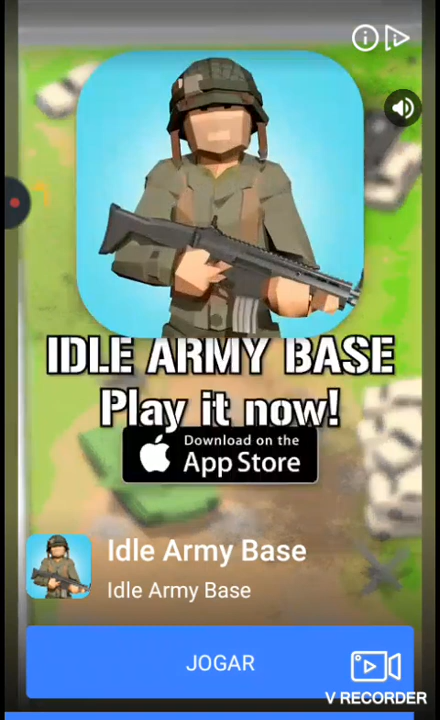 IDLE ARMY BASE
Play it now!
Download on the
App Store
Idle Army Base
Idle Army Base
JOGAR
V RECORDER